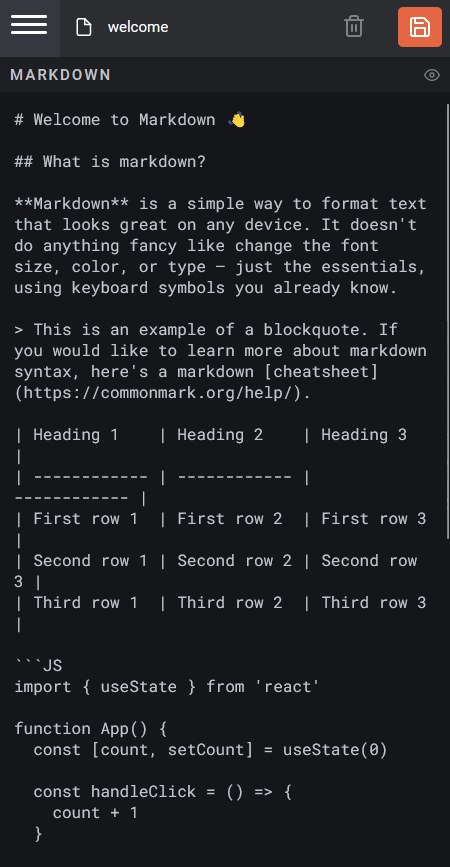 welcome
MARKDOWN
# Welcome to Markdown 👋
## What is markdown?
**Markdown** is a simple way to format text
that looks great on any device. It doesn't
do anything fancy like change the font
size, color, or type — just the essentials,
using keyboard symbols you already know.
> This is an example of a blockquote. If
you would like to learn more about markdown
syntax, here's a markdown [cheatsheet]
(https://commonmark.org/help/).
| Heading 1    | Heading 2    | Heading 3
|
| ------------ | ------------ |
------------ |
| First row 1  | First row 2  | First row 3
|
| Second row 1 | Second row 2 | Second row
3 |
| Third row 1  | Third row 2  | Third row 3
|
```JS
import { useState } from 'react'
function App() {
  const [count, setCount] = useState(0)
  const handleClick = () => {
    count + 1
  }